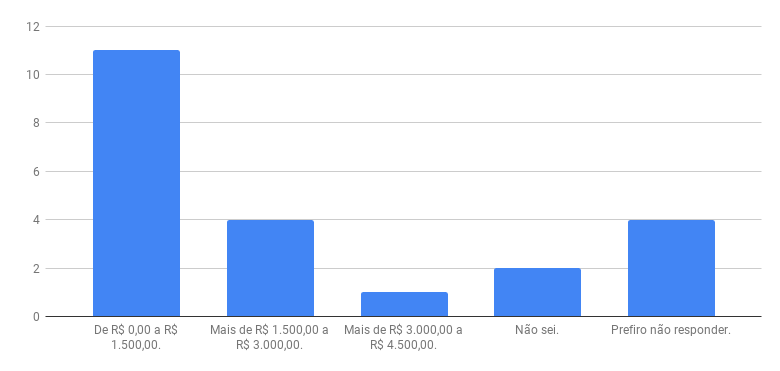 12
10
8
6
4
2
0
De R$ 0,00 a R$
1.500,00.
Mais de R$ 1.500,00 a
R$ 3.000,00.
Mais de R$ 3.000,00 a
R$ 4.500,00.
Não sei.
Prefiro não responder.